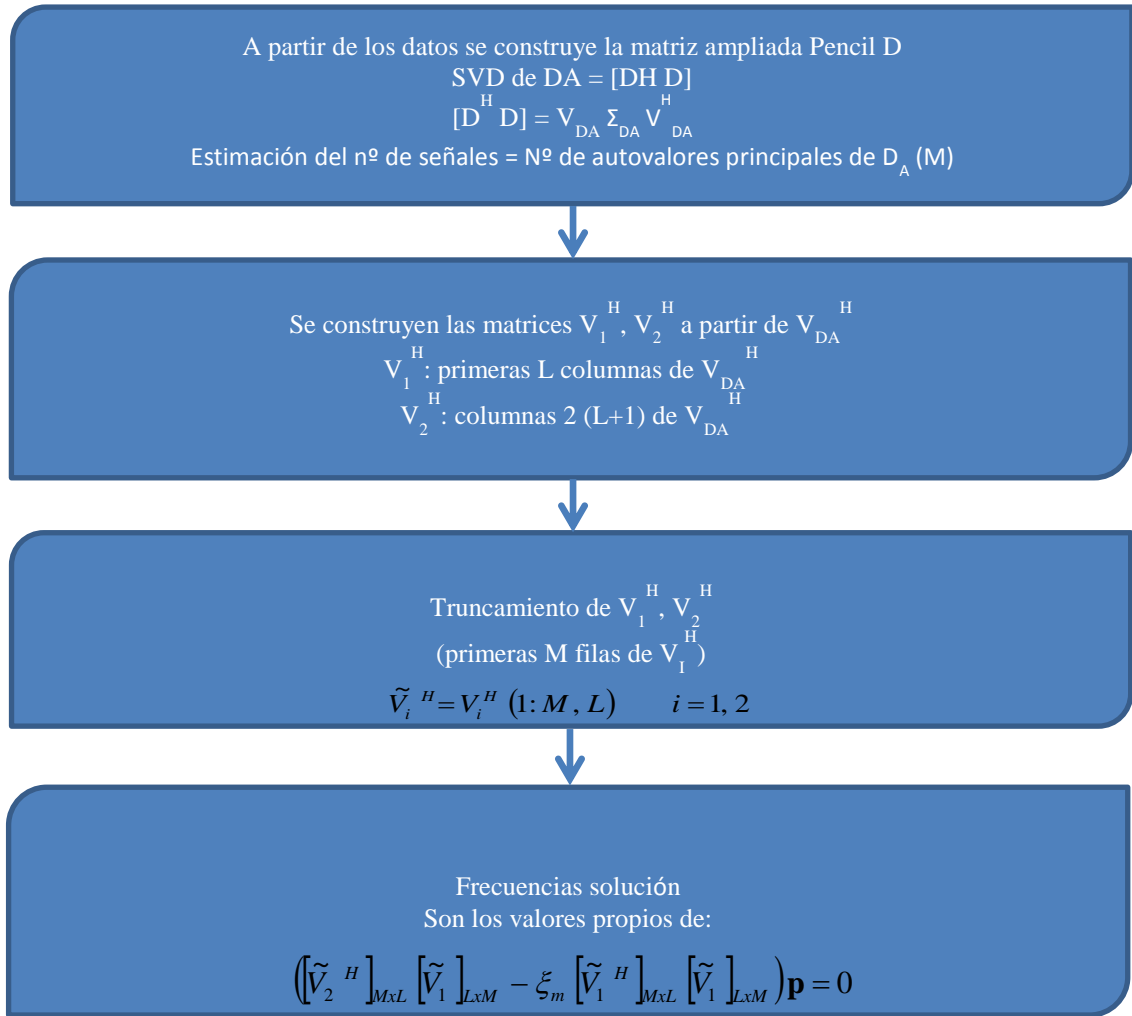 A partir de los datos se construye la matriz ampliada Pencil D
SVD de DA = [DH D]
[D^H D] = V_DA Σ_DA V^H_DA
Estimación del nº de señales = Nº de autovalores principales de D_A (M)
Se construyen las matrices V_1^H, V_2^H a partir de V_DA^H
V_1^H: primeras L columnas de V_DA^H
V_2^H: columnas 2 (L+1) de V_DA^H
Truncamiento de V_1^H, V_2^H
(primeras M filas de V_I^H)
Ṽ_i^H = V_i^H (1: M , L) i = 1, 2
Frecuencias solución
Son los valores propios de:
([Ṽ_2^H]_MxL [Ṽ_1]_LxM − ξ_m [Ṽ_1^H]_MxL [Ṽ_1]_LxM) p = 0